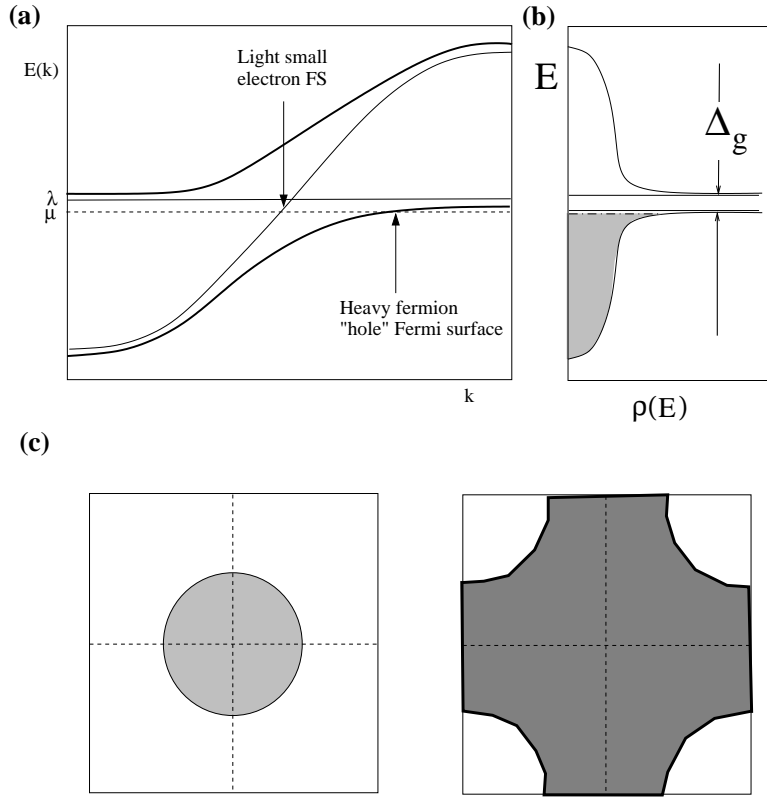 (a)
E(k)
Light small
electron FS
λ
μ
Heavy fermion
"hole" Fermi surface
k
(b)
E
Δg
ρ(E)
(c)